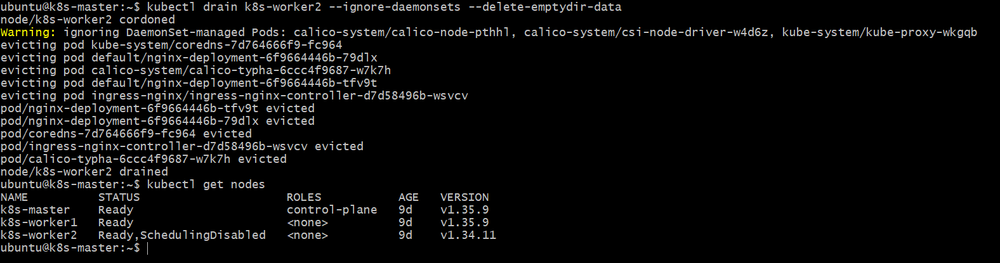 ubuntu@k8s-master:~$ kubectl drain k8s-worker2 --ignore-daemonsets --delete-emptydir-data
node/k8s-worker2 cordoned
Warning: ignoring DaemonSet-managed Pods: calico-system/calico-node-pthhl, calico-system/csi-node-driver-w4d6z, kube-system/kube-proxy-wkgqb
evicting pod kube-system/coredns-7d764666f9-fc964
evicting pod default/nginx-deployment-6f9664446b-79dlx
evicting pod calico-system/calico-typha-6ccc4f9687-w7k7h
evicting pod default/nginx-deployment-6f9664446b-tfv9t
evicting pod ingress-nginx/ingress-nginx-controller-d7d58496b-wsvcv
pod/nginx-deployment-6f9664446b-tfv9t evicted
pod/nginx-deployment-6f9664446b-79dlx evicted
pod/coredns-7d764666f9-fc964 evicted
pod/ingress-nginx-controller-d7d58496b-wsvcv evicted
pod/calico-typha-6ccc4f9687-w7k7h evicted
node/k8s-worker2 drained
ubuntu@k8s-master:~$ kubectl get nodes
NAME          STATUS                     ROLES           AGE   VERSION
k8s-master    Ready                      control-plane   9d    v1.35.9
k8s-worker1   Ready                      <none>          9d    v1.35.9
k8s-worker2   Ready,SchedulingDisabled   <none>          9d    v1.34.11
ubuntu@k8s-master:~$